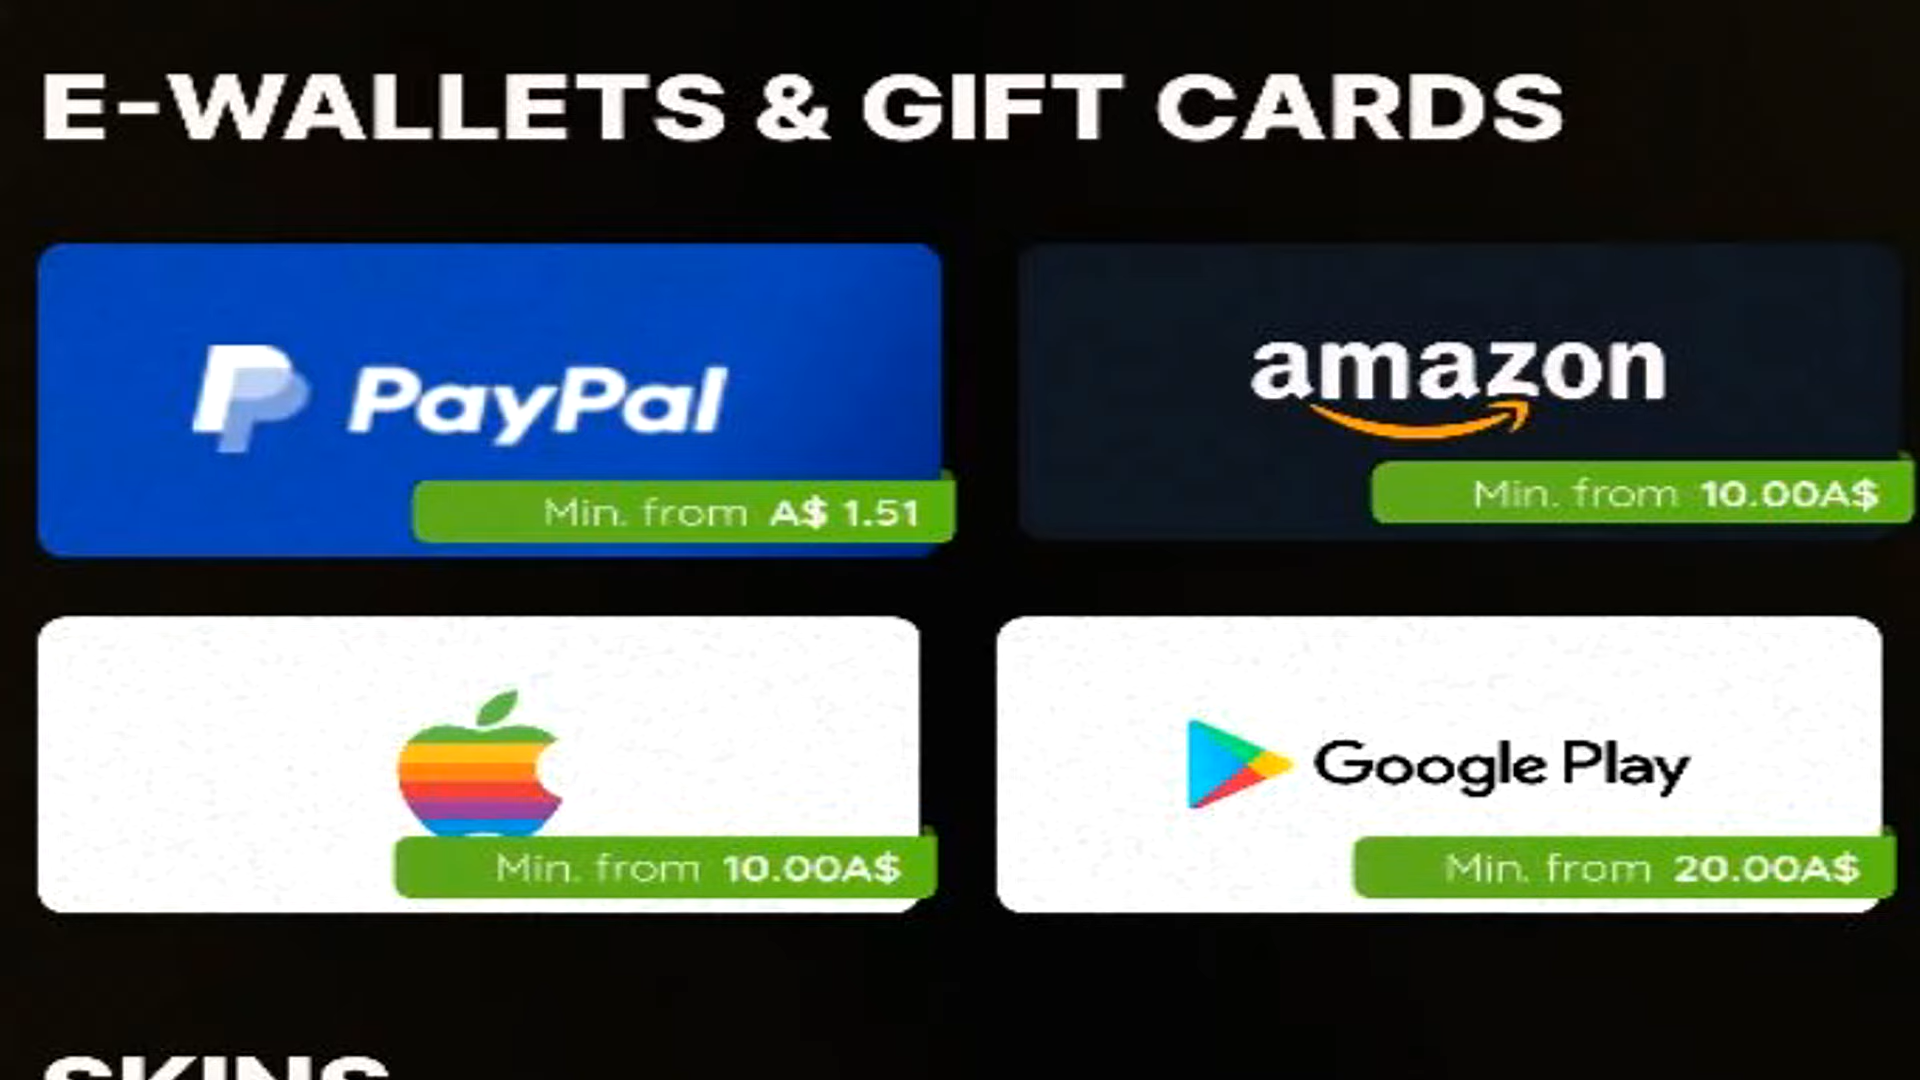 E-WALLETS & GIFT CARDS
PayPal
Min. from A$ 1.51
amazon
Min. from 10.00A$
Min. from 10.00A$
Google Play
Min. from 20.00A$
SKINS